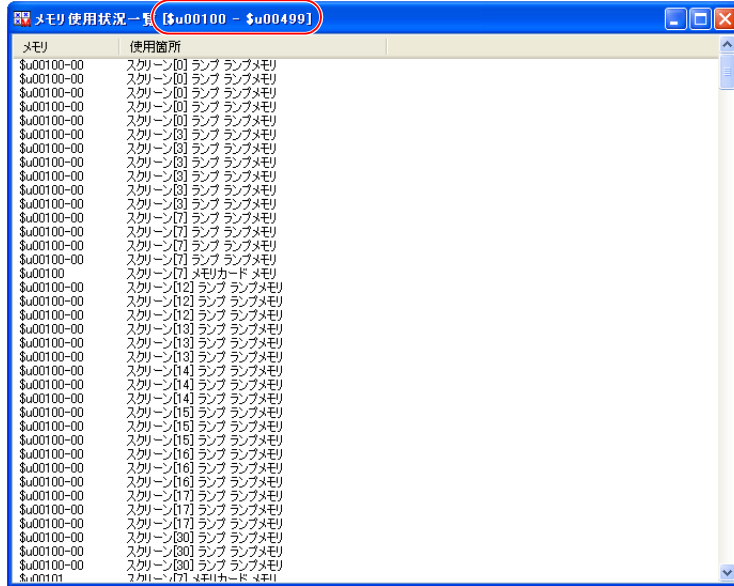 メモリ使用状況一覧 [$u00100 - $u00499]
メモリ 使用箇所
$u00100-00 スクリーン[0] ランプ ランプメモリ
$u00100-00 スクリーン[0] ランプ ランプメモリ
$u00100-00 スクリーン[0] ランプ ランプメモリ
$u00100-00 スクリーン[0] ランプ ランプメモリ
$u00100-00 スクリーン[0] ランプ ランプメモリ
$u00100-00 スクリーン[3] ランプ ランプメモリ
$u00100-00 スクリーン[3] ランプ ランプメモリ
$u00100-00 スクリーン[3] ランプ ランプメモリ
$u00100-00 スクリーン[3] ランプ ランプメモリ
$u00100-00 スクリーン[3] ランプ ランプメモリ
$u00100-00 スクリーン[3] ランプ ランプメモリ
$u00100-00 スクリーン[7] ランプ ランプメモリ
$u00100-00 スクリーン[7] ランプ ランプメモリ
$u00100-00 スクリーン[7] ランプ ランプメモリ
$u00100-00 スクリーン[7] ランプ ランプメモリ
$u00100 スクリーン[7] メモリカード メモリ
$u00100-00 スクリーン[12] ランプ ランプメモリ
$u00100-00 スクリーン[12] ランプ ランプメモリ
$u00100-00 スクリーン[12] ランプ ランプメモリ
$u00100-00 スクリーン[13] ランプ ランプメモリ
$u00100-00 スクリーン[13] ランプ ランプメモリ
$u00100-00 スクリーン[13] ランプ ランプメモリ
$u00100-00 スクリーン[14] ランプ ランプメモリ
$u00100-00 スクリーン[14] ランプ ランプメモリ
$u00100-00 スクリーン[14] ランプ ランプメモリ
$u00100-00 スクリーン[15] ランプ ランプメモリ
$u00100-00 スクリーン[15] ランプ ランプメモリ
$u00100-00 スクリーン[15] ランプ ランプメモリ
$u00100-00 スクリーン[16] ランプ ランプメモリ
$u00100-00 スクリーン[16] ランプ ランプメモリ
$u00100-00 スクリーン[16] ランプ ランプメモリ
$u00100-00 スクリーン[17] ランプ ランプメモリ
$u00100-00 スクリーン[17] ランプ ランプメモリ
$u00100-00 スクリーン[17] ランプ ランプメモリ
$u00100-00 スクリーン[30] ランプ ランプメモリ
$u00100-00 スクリーン[30] ランプ ランプメモリ
$u00100-00 スクリーン[30] ランプ ランプメモリ
$u00101 スクリーン[7] メモリカード メモリ